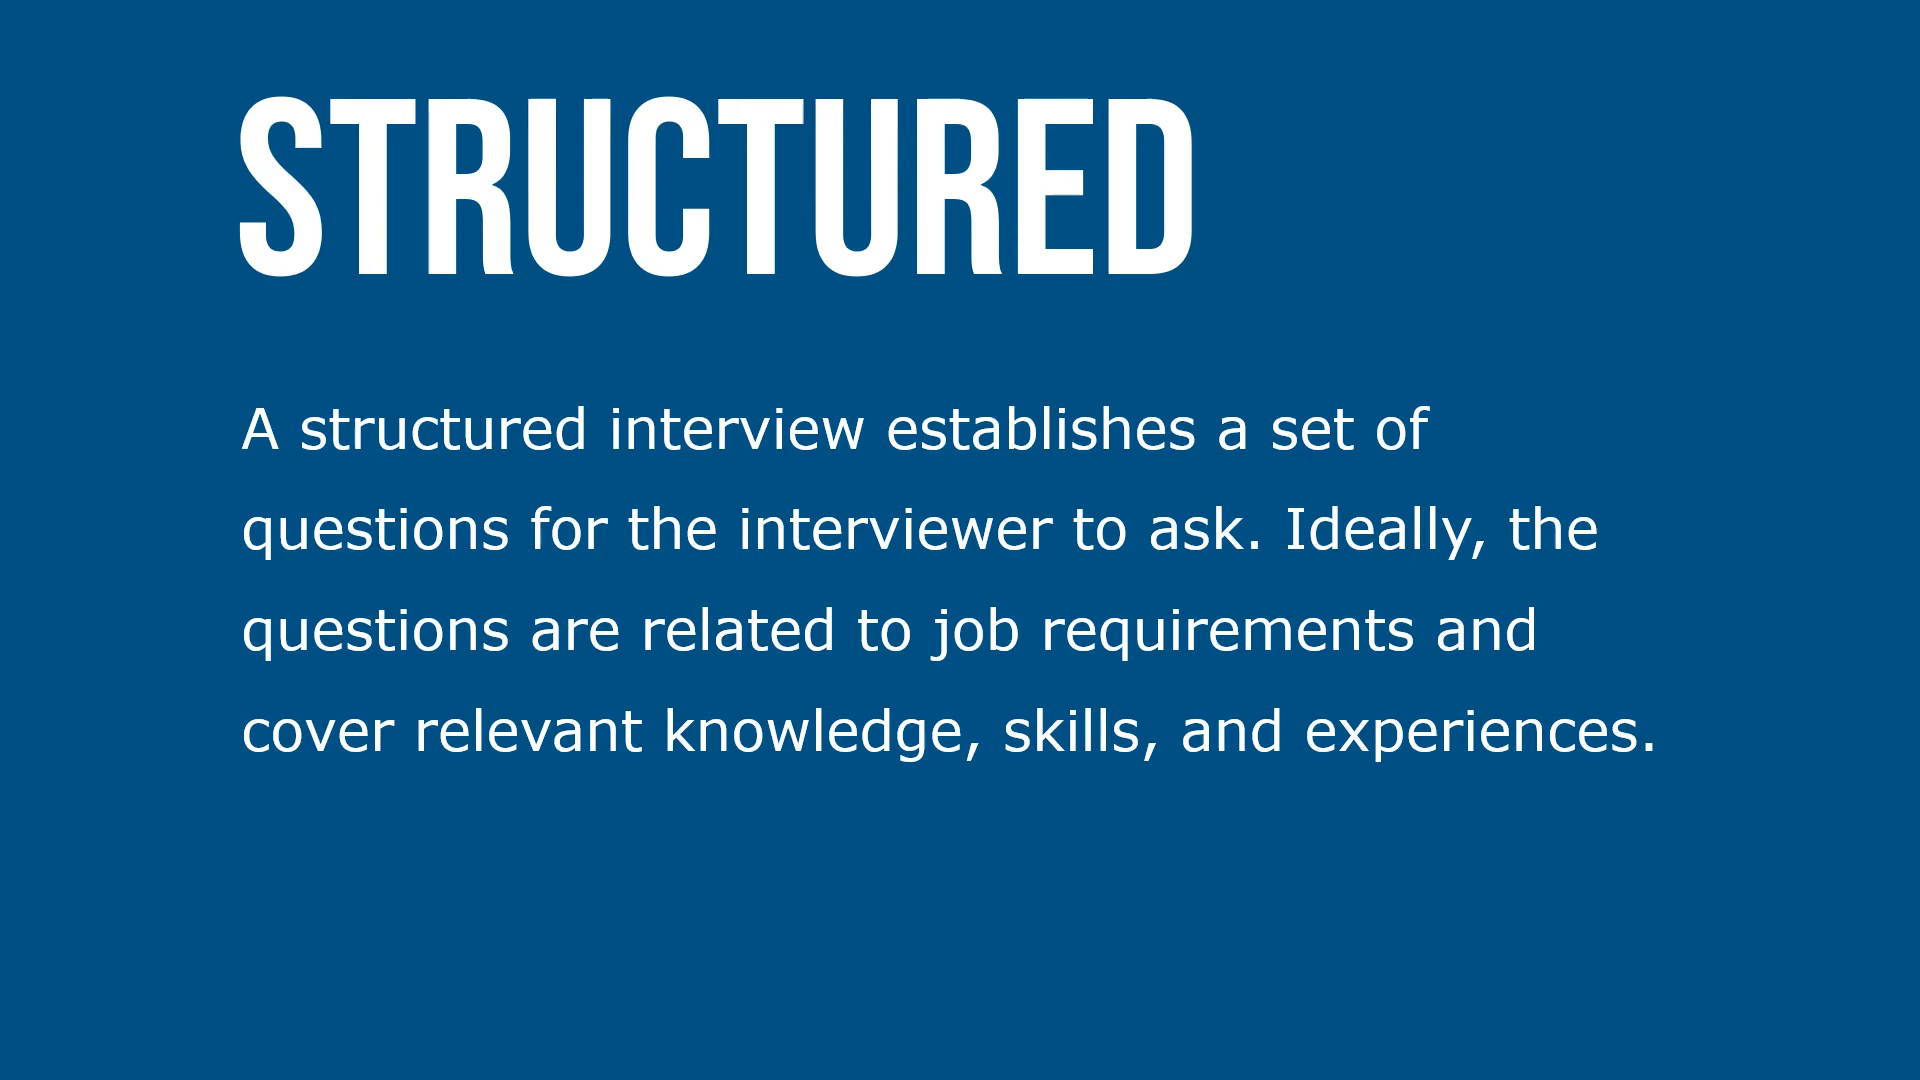 STRUCTURED
A structured interview establishes a set of
questions for the interviewer to ask. Ideally, the
questions are related to job requirements and
cover relevant knowledge, skills, and experiences.